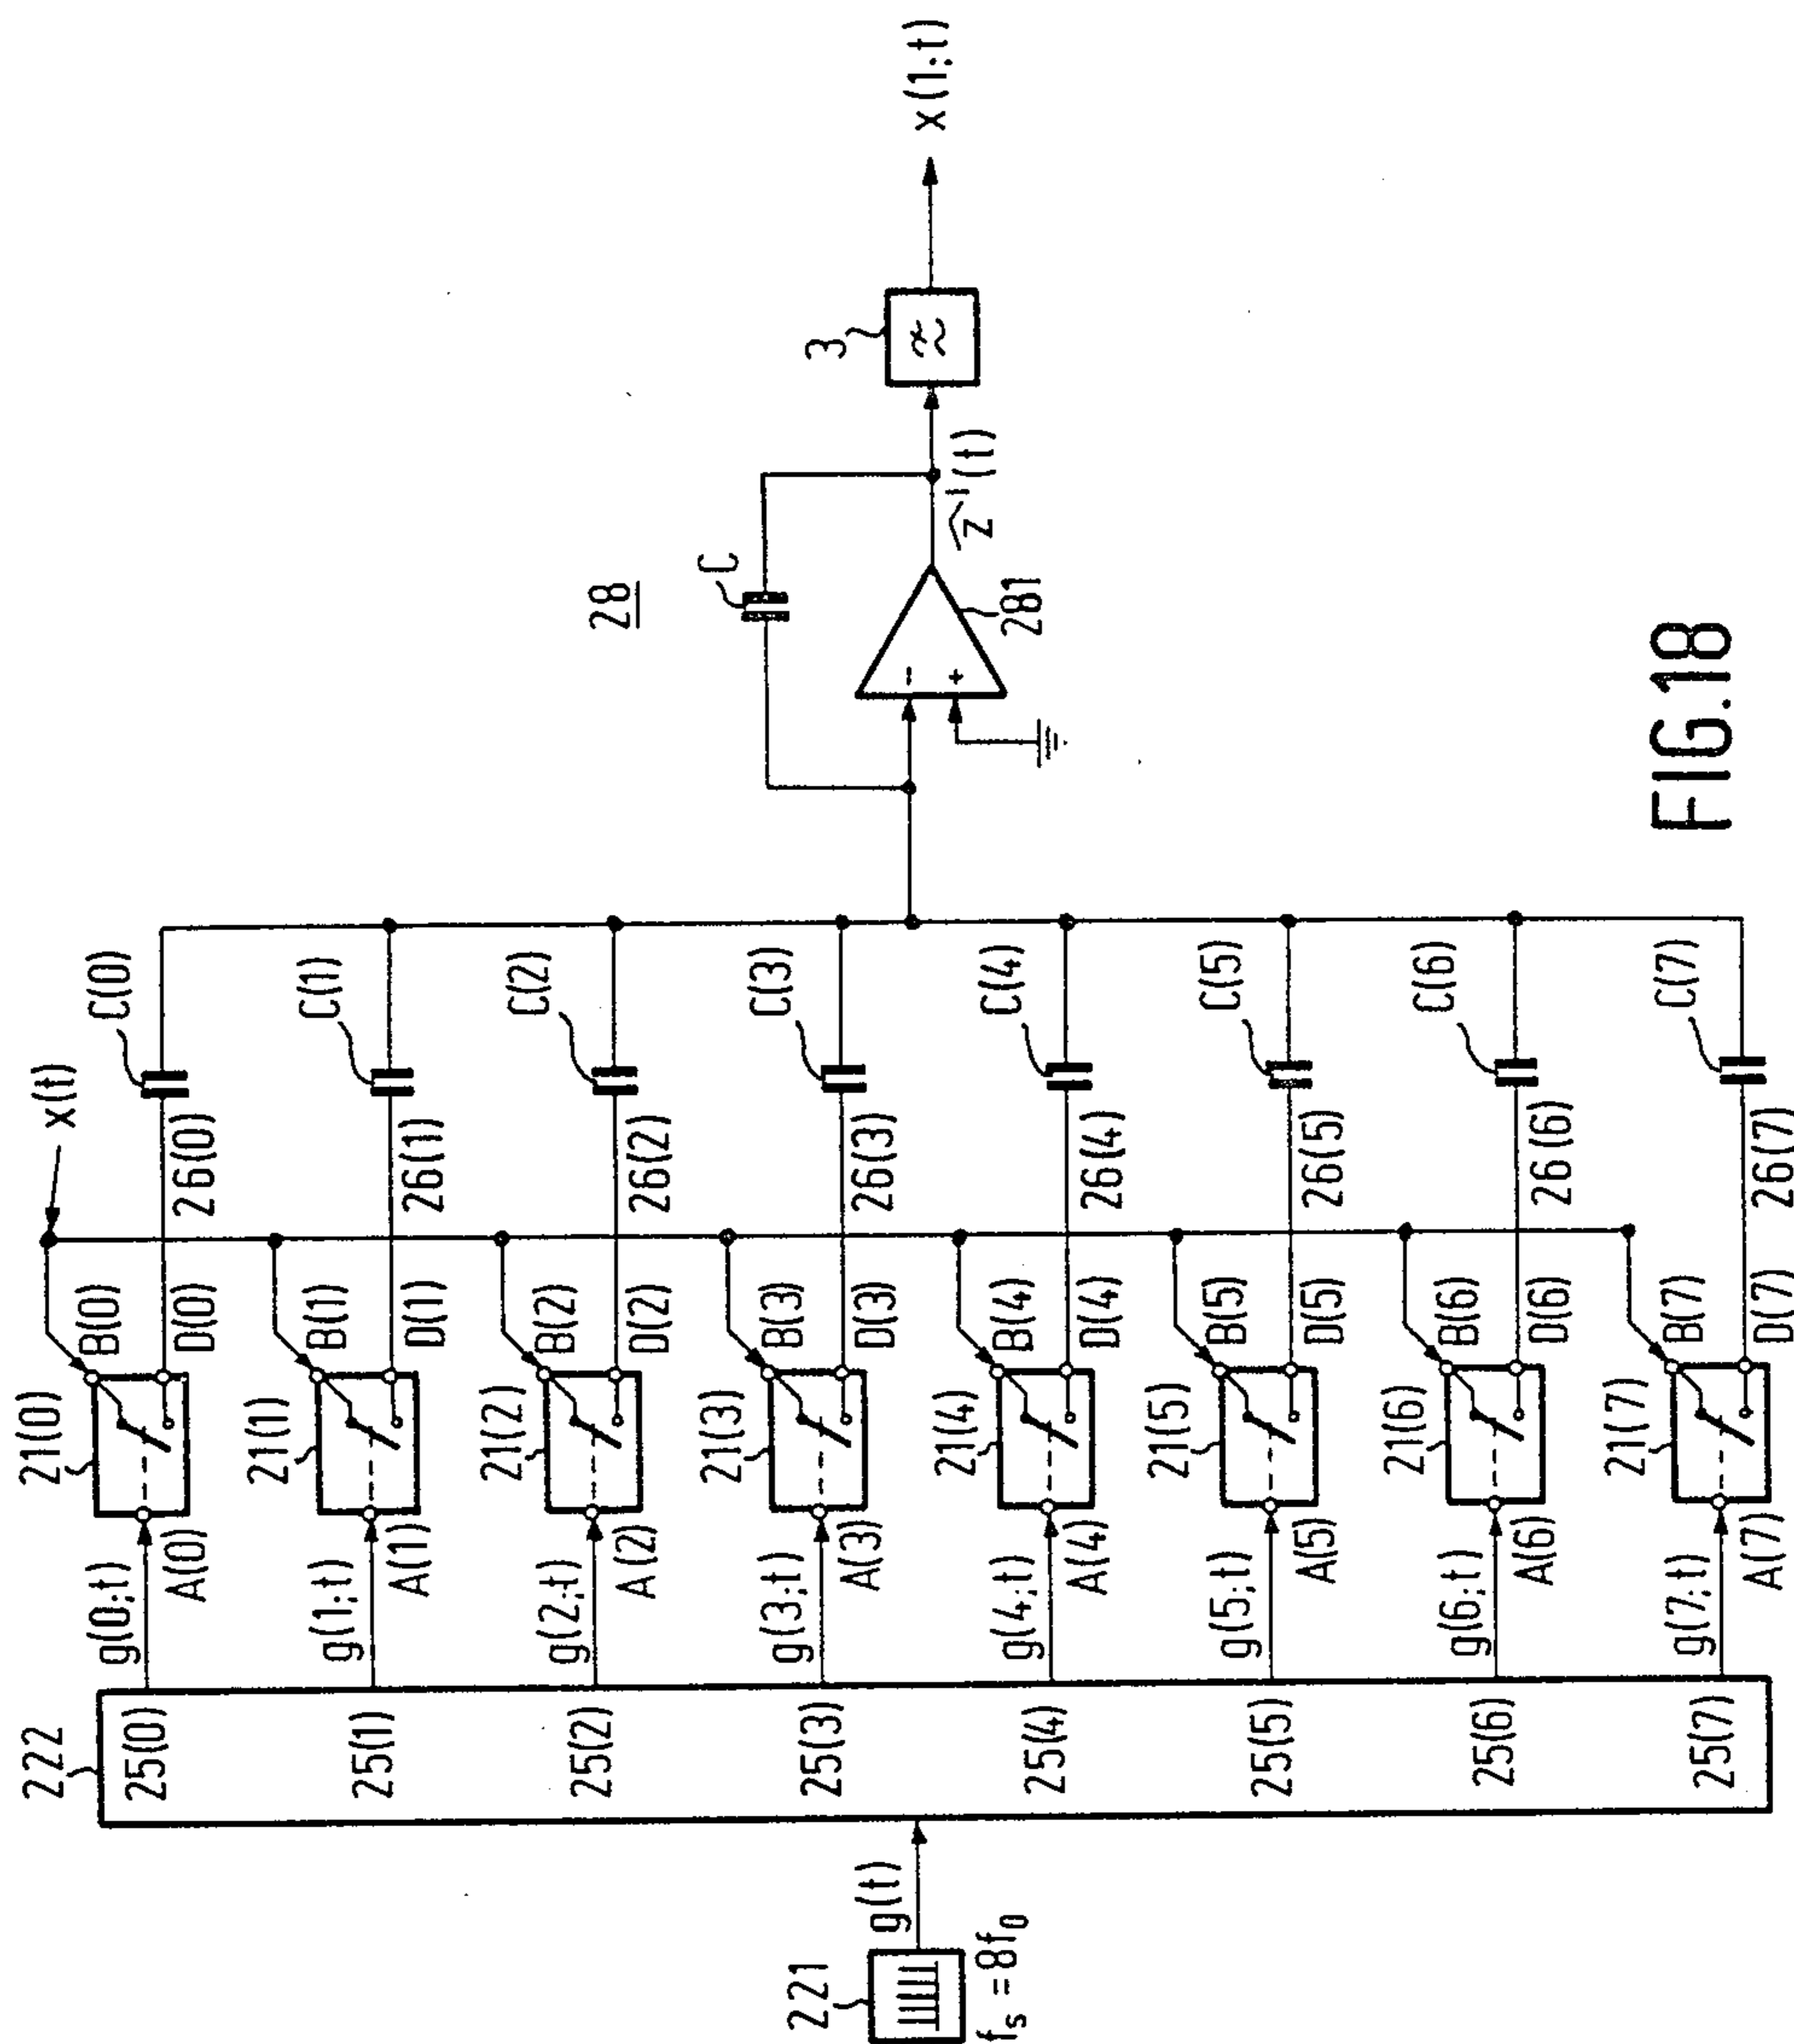 221
f_s = 8f_0
g(t)
222
25(0)
25(1)
25(2)
25(3)
25(4)
25(5)
25(6)
25(7)
g(0;t)
g(1;t)
g(2;t)
g(3;t)
g(4;t)
g(5;t)
g(6;t)
g(7;t)
A(0)
A(1)
A(2)
A(3)
A(4)
A(5)
A(6)
A(7)
21(0)
21(1)
21(2)
21(3)
21(4)
21(5)
21(6)
21(7)
B(0)
B(1)
B(2)
B(3)
B(4)
B(5)
B(6)
B(7)
D(0)
D(1)
D(2)
D(3)
D(4)
D(5)
D(6)
D(7)
x(t)
26(0)
26(1)
26(2)
26(3)
26(4)
26(5)
26(6)
26(7)
C(0)
C(1)
C(2)
C(3)
C(4)
C(5)
C(6)
C(7)
28
C
-
+
281
ẑ'(t)
3
x(1;t)
FIG.18